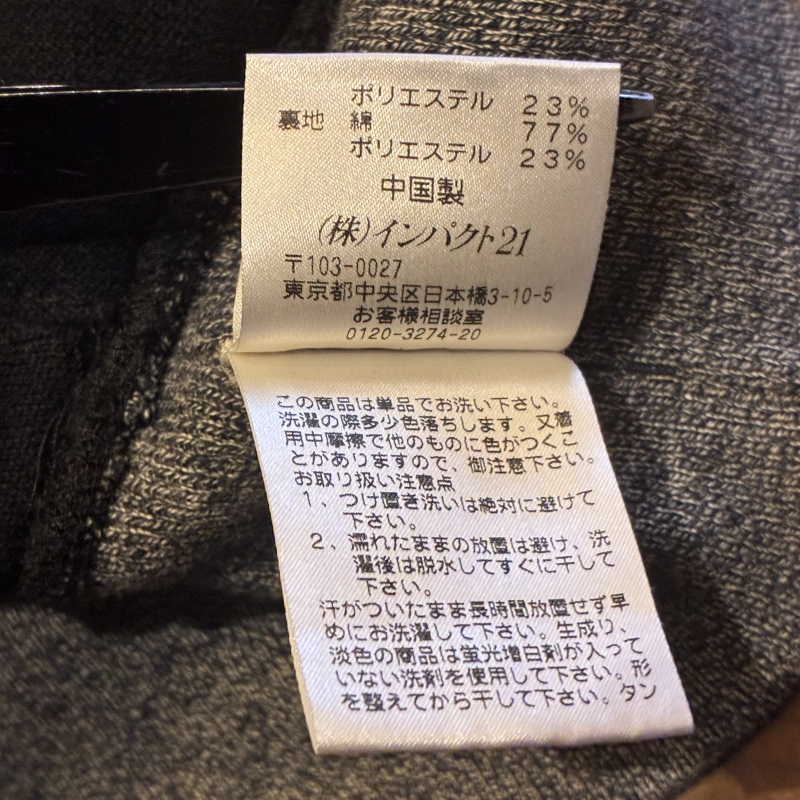 ポリエステル 23%
裏地 綿 77%
ポリエステル 23%
中国製
(株)インパクト21
〒103-0027
東京都中央区日本橋3-10-5
お客様相談室
0120-3274-20
この商品は単品でお洗い下さい。
洗濯の際多少色落ちします。又着
用中摩擦で他のものに色がつくこ
とがありますので、御注意下さい。
お取り扱い注意点
1、つけ置き洗いは絶対に避けて
下さい。
2、濡れたままの放置は避け、洗
濯後は脱水してすぐに干して
下さい。
汗がついたまま長時間放置せず早
めにお洗濯して下さい。生成り、
淡色の商品は蛍光増白剤が入って
いない洗剤を使用して下さい。形
を整えてから干して下さい。タン